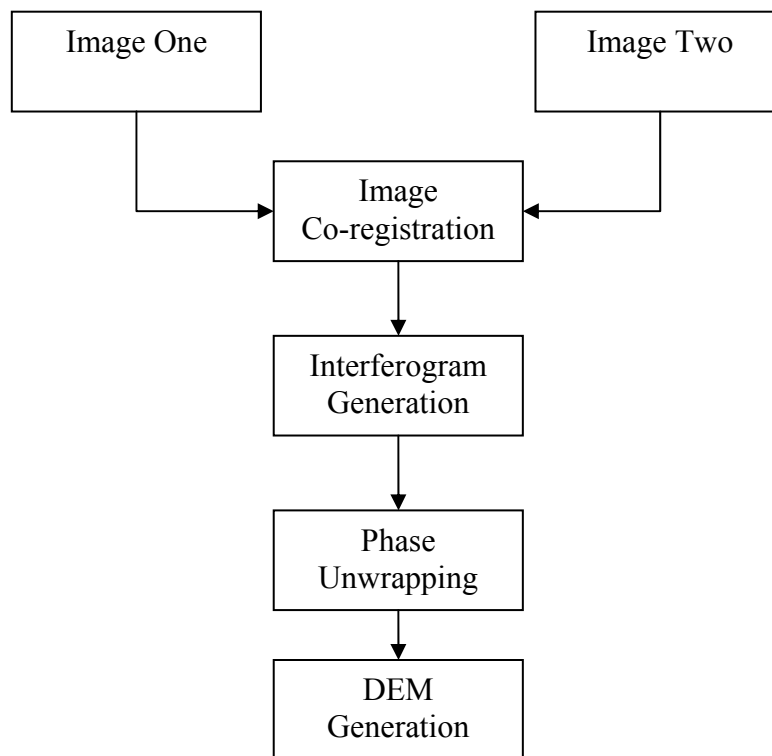 Image One
Image Two
Image
Co-registration
Interferogram
Generation
Phase
Unwrapping
DEM
Generation